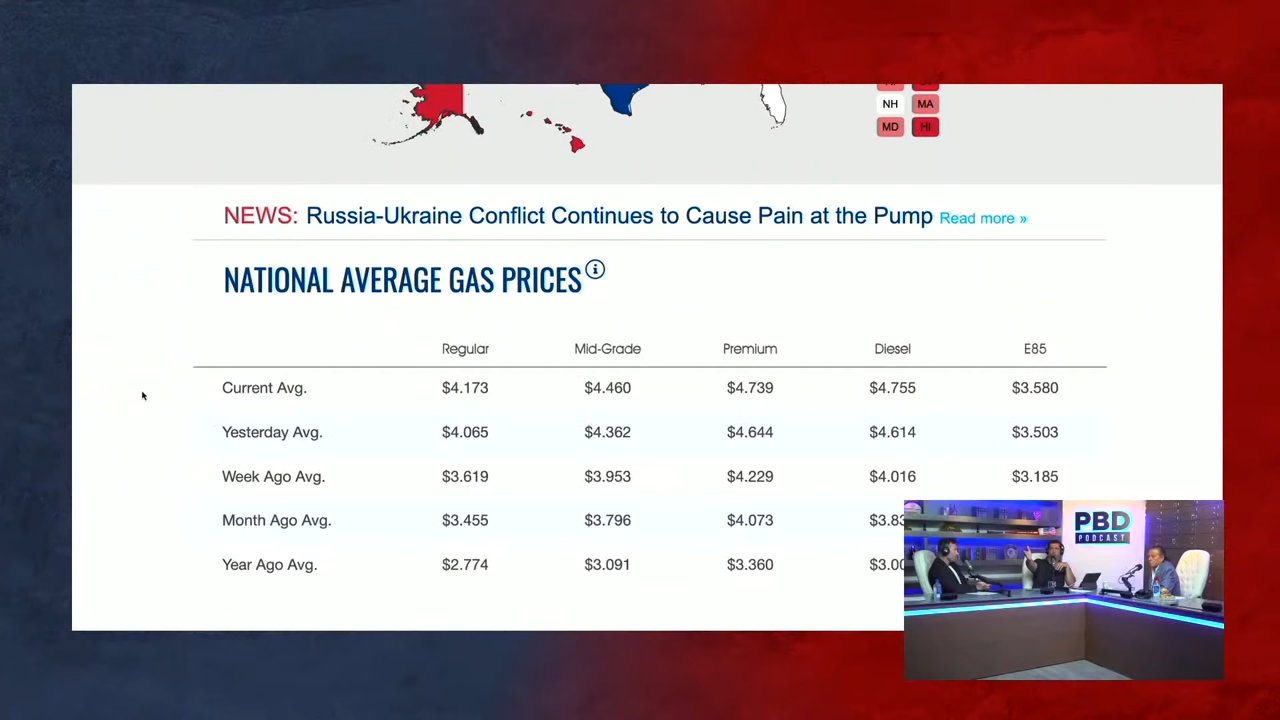 NH MA
MD HI
NEWS: Russia-Ukraine Conflict Continues to Cause Pain at the Pump Read more »
NATIONAL AVERAGE GAS PRICES
Regular Mid-Grade Premium Diesel E85
Current Avg. $4.173 $4.460 $4.739 $4.755 $3.580
Yesterday Avg. $4.065 $4.362 $4.644 $4.614 $3.503
Week Ago Avg. $3.619 $3.953 $4.229 $4.016 $3.185
Month Ago Avg. $3.455 $3.796 $4.073
Year Ago Avg. $2.774 $3.091 $3.360
PBD
PODCAST